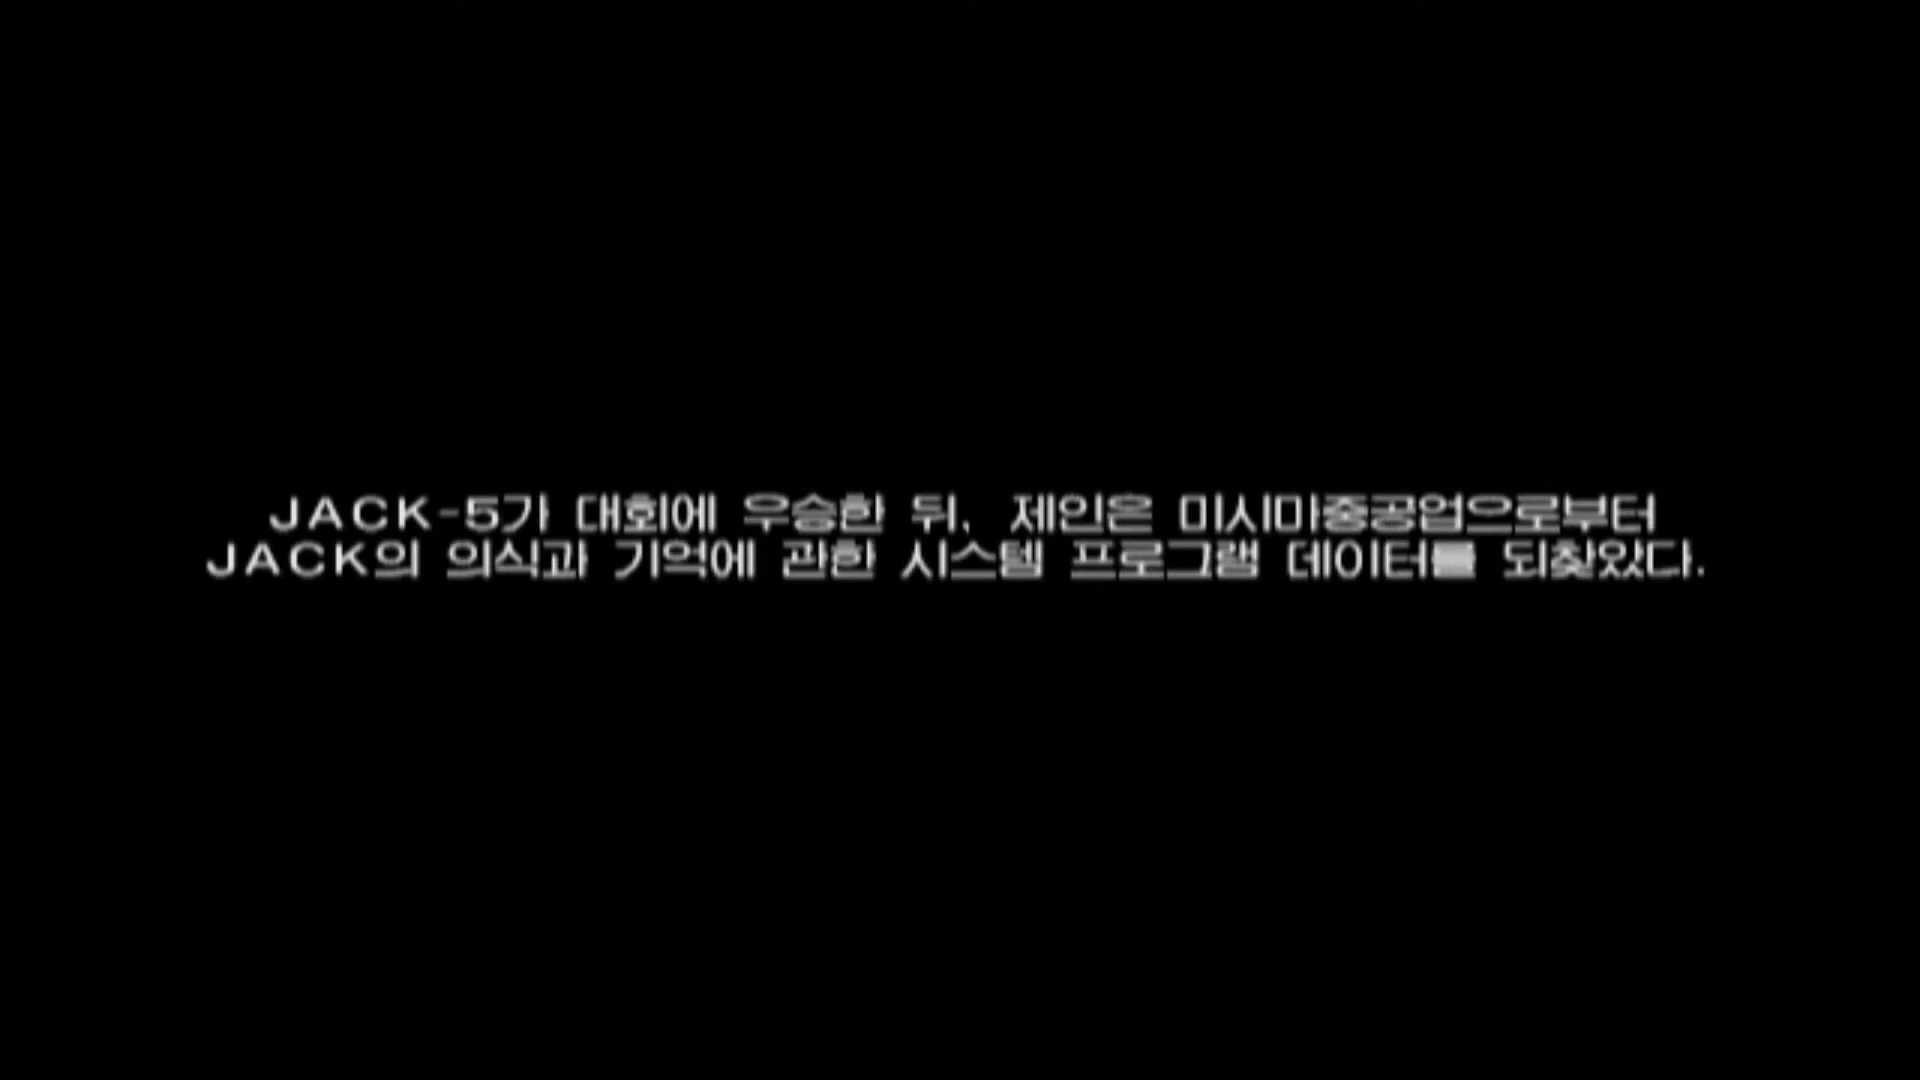 JACK-5가 대회에 우승한 뒤, 제인은 미시마중공업으로부터
JACK의 의식과 기억에 관한 시스템 프로그램 데이터를 되찾았다.